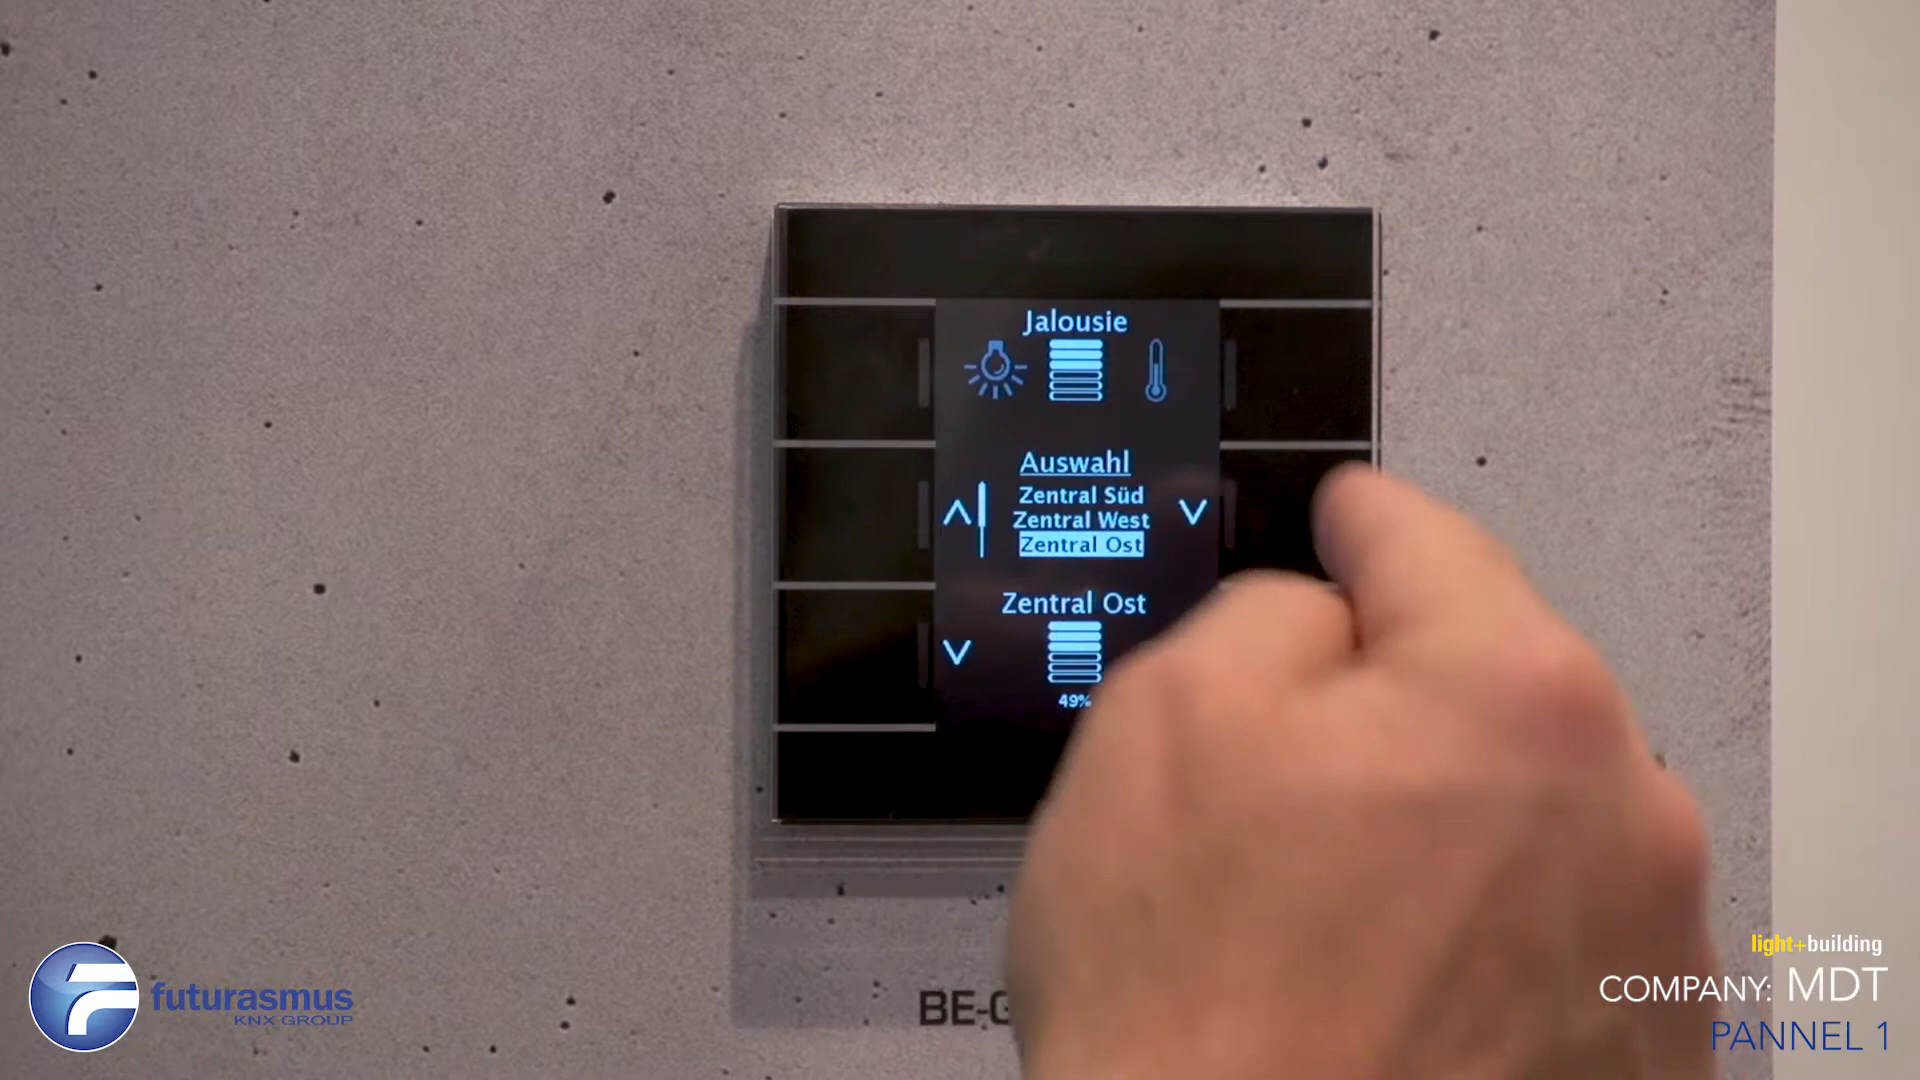 Jalousie
Auswahl
Zentral Süd
Zentral West
Zentral Ost
Zentral Ost
49%
BE-G
futurasmus
KNX GROUP
light+building
COMPANY: MDT
PANNEL 1